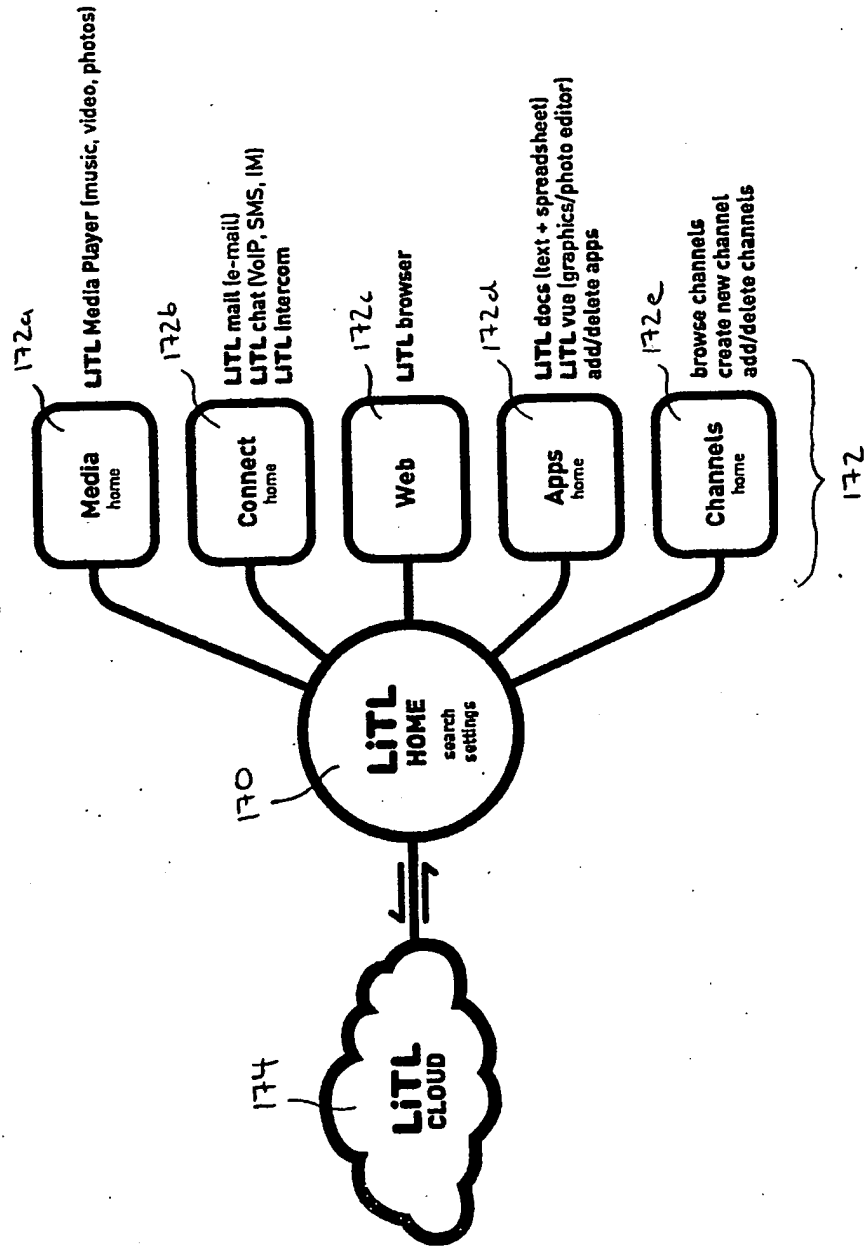 174
LiTL
CLOUD
170
LiTL
HOME
search
settings
172a
Media
home
LiTL Media Player (music, video, photos)
172b
Connect
home
LiTL mail (e-mail)
LiTL chat (VoIP, SMS, IM)
LiTL Intercom
172c
Web
LiTL browser
172d
Apps
home
LiTL docs (text + spreadsheet)
LiTL vue (graphics/photo editor)
add/delete apps
172e
Channels
home
browse channels
create new channel
add/delete channels
172